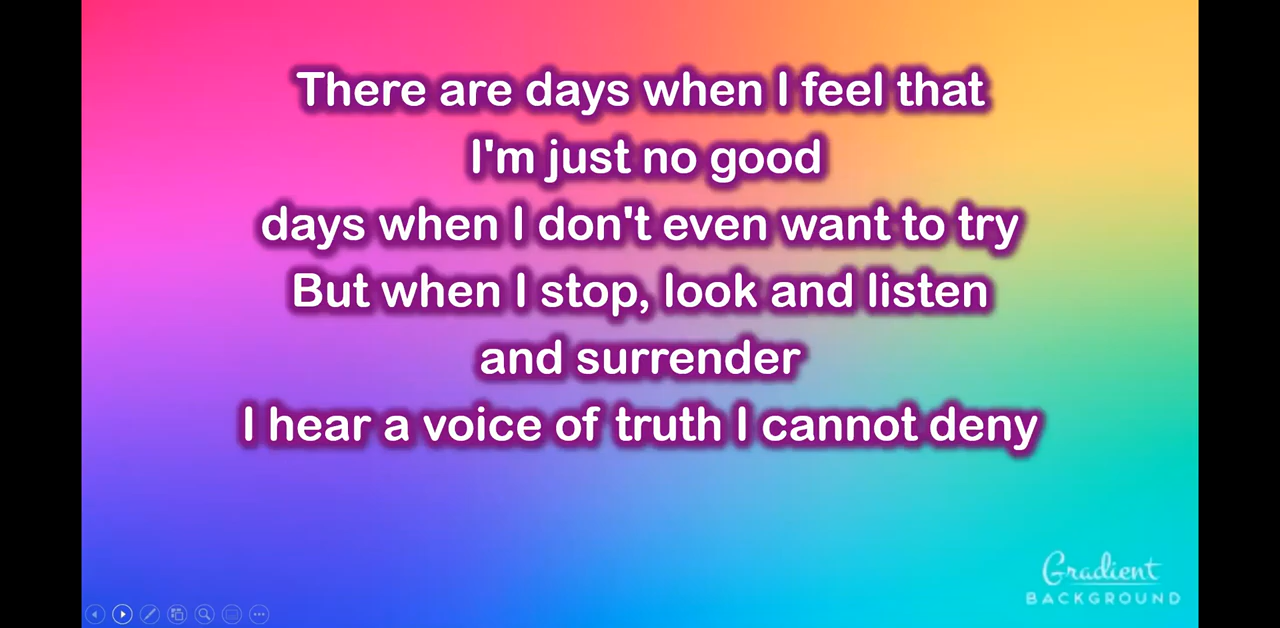 There are days when I feel that
I'm just no good
days when I don't even want to try
But when I stop, look and listen
and surrender
I hear a voice of truth I cannot deny
Gradient
BACKGROUND